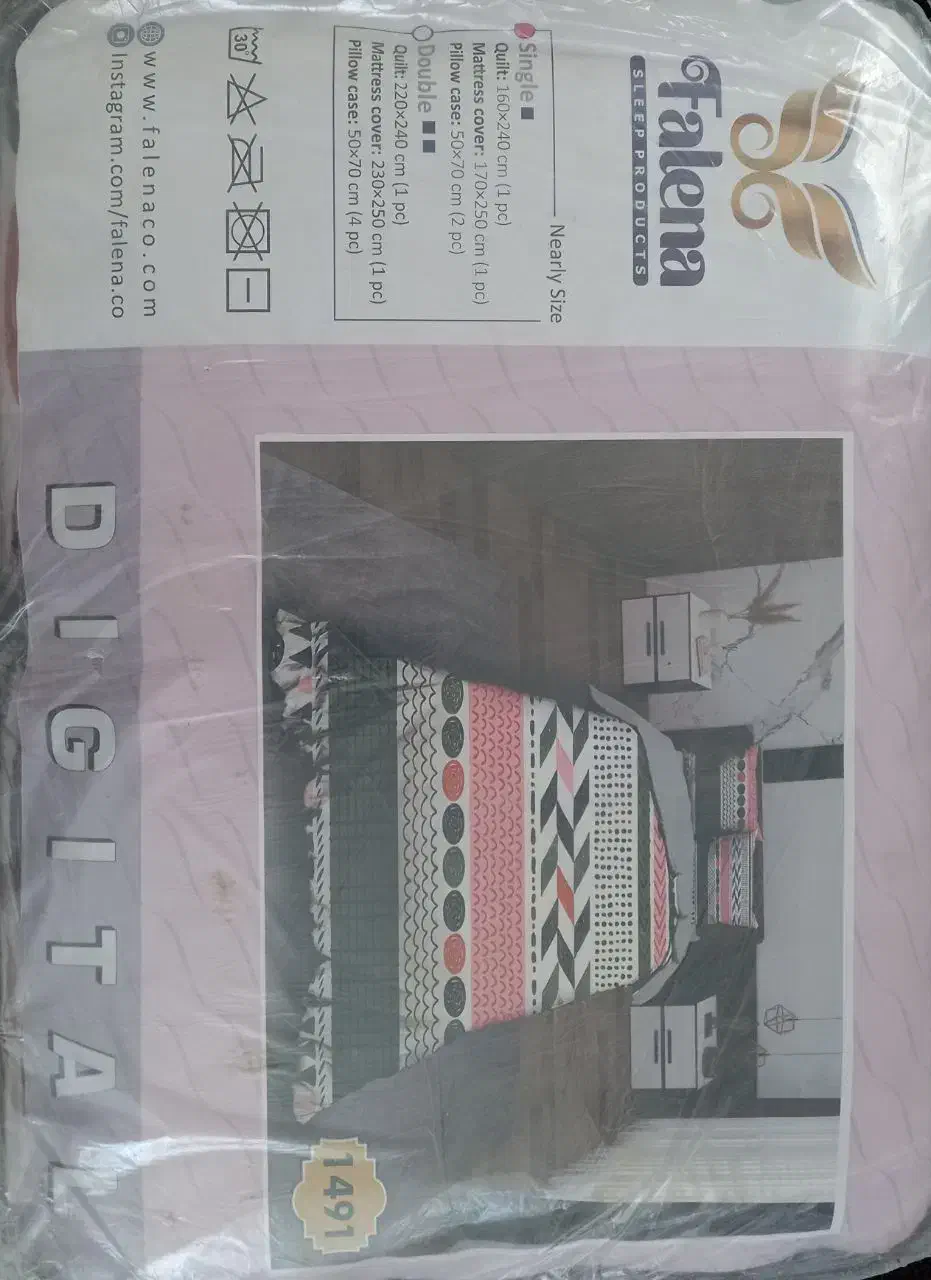 Falena
SLEEP PRODUCTS
Nearly Size
Single
Quilt: 160×240 cm (1 pc)
Mattress cover: 170×250 cm (1 pc)
Pillow case: 50×70 cm (2 pc)
Double
Quilt: 220×240 cm (1 pc)
Mattress cover: 230×250 cm (1 pc)
Pillow case: 50×70 cm (4 pc)
30°
www.falenaco.com
Instagram.com/falena.co
1491
DIGITAL